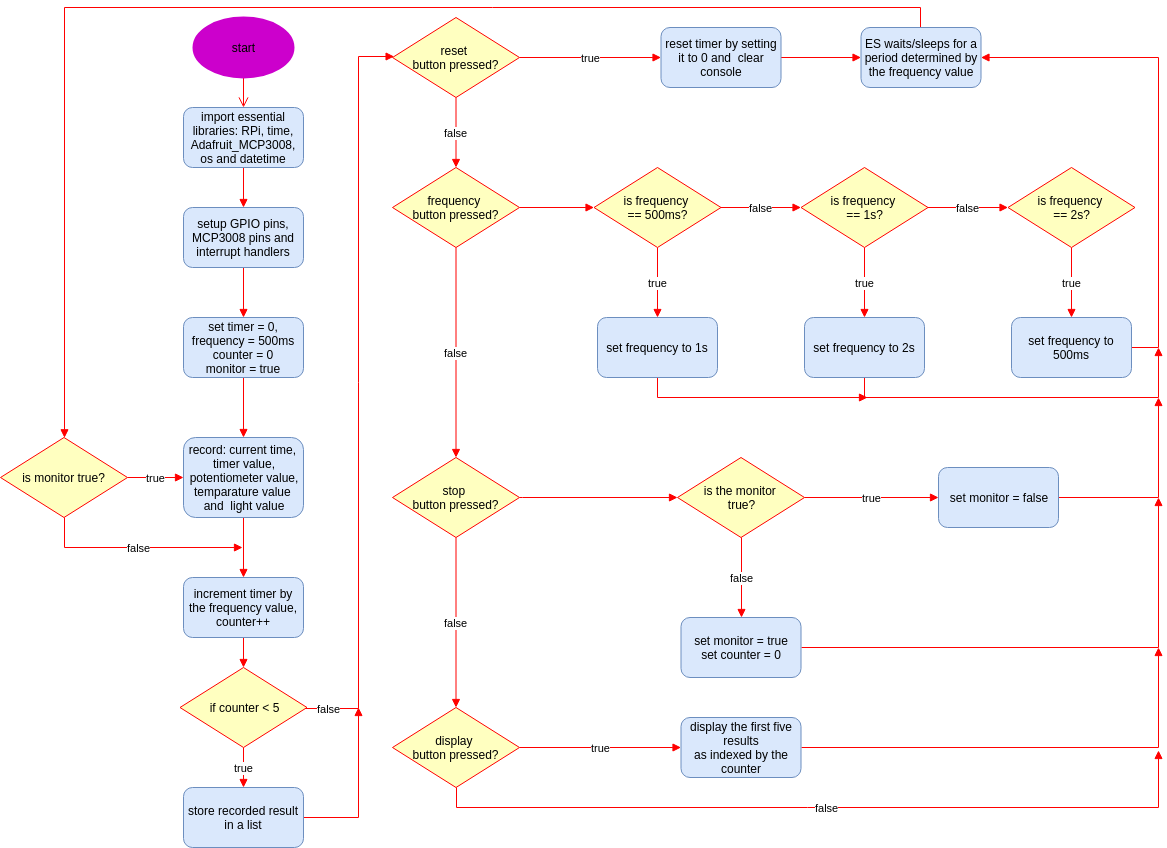 start
import essential
libraries: RPi, time,
Adafruit_MCP3008,
os and datetime
setup GPIO pins,
MCP3008 pins and
interrupt handlers
set timer = 0,
frequency = 500ms
counter = 0
monitor = true
is monitor true?
true
false
record: current time,
timer value,
potentiometer value,
temparature value
and light value
increment timer by
the frequency value,
counter++
if counter < 5
false
true
store recorded result
in a list
reset
button pressed?
true
false
reset timer by setting
it to 0 and clear
console
ES waits/sleeps for a
period determined by
the frequency value
frequency
button pressed?
false
is frequency
== 500ms?
false
true
set frequency to 1s
is frequency
== 1s?
false
true
set frequency to 2s
is frequency
== 2s?
true
set frequency to
500ms
stop
button pressed?
false
is the monitor
true?
true
false
set monitor = false
set monitor = true
set counter = 0
display
button pressed?
true
false
display the first five
results
as indexed by the
counter